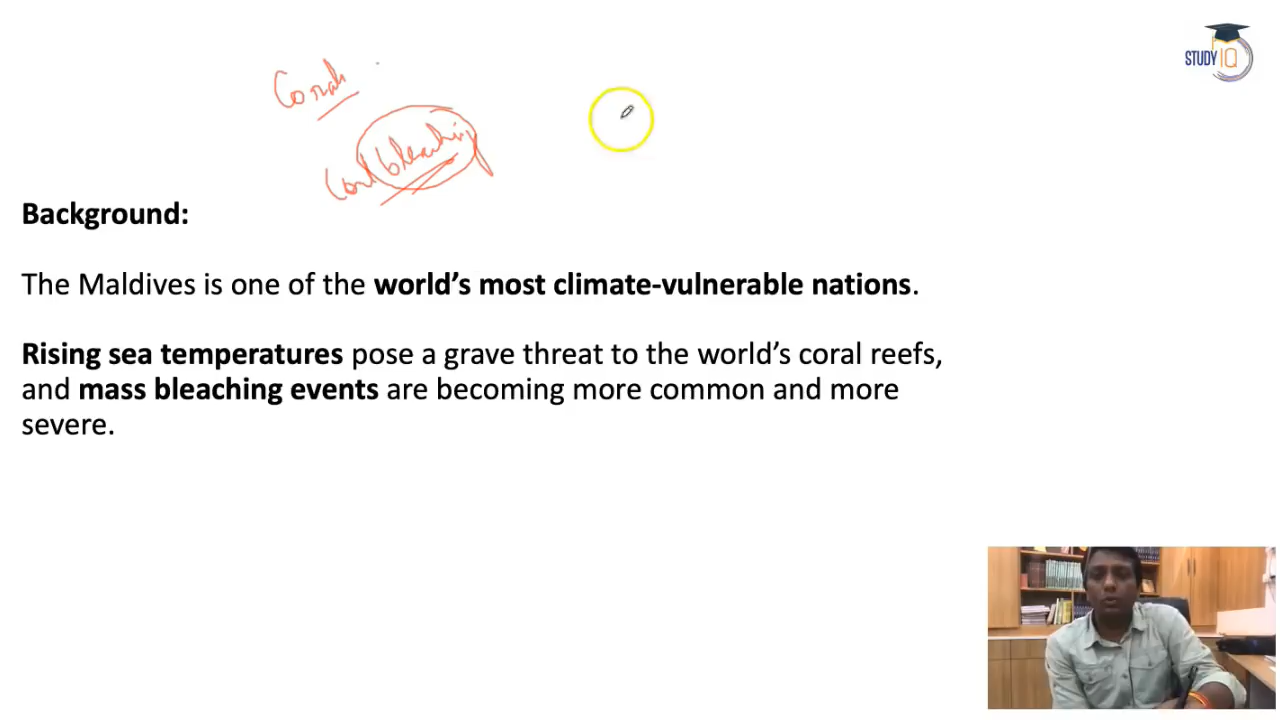 STUDY IQ
Corals
Coral bleaching
Background:
The Maldives is one of the world’s most climate-vulnerable nations.
Rising sea temperatures pose a grave threat to the world’s coral reefs,
and mass bleaching events are becoming more common and more
severe.